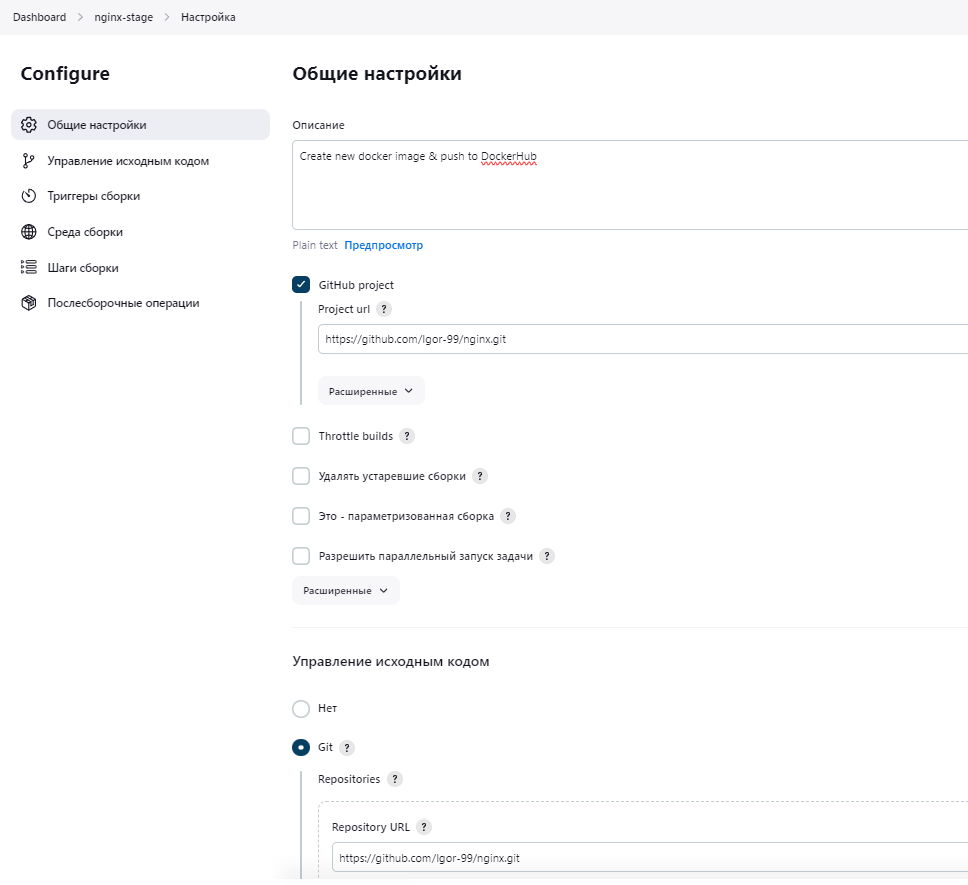 Dashboard > nginx-stage > Настройка
Configure
Общие настройки
Управление исходным кодом
Триггеры сборки
Среда сборки
Шаги сборки
Послесборочные операции
Общие настройки
Описание
Create new docker image & push to DockerHub
Plain text Предпросмотр
GitHub project
Project url ?
https://github.com/Igor-99/nginx.git
Расширенные
Throttle builds ?
Удалять устаревшие сборки ?
Это - параметризованная сборка ?
Разрешить параллельный запуск задачи ?
Расширенные
Управление исходным кодом
Нет
Git ?
Repositories ?
Repository URL ?
https://github.com/Igor-99/nginx.git